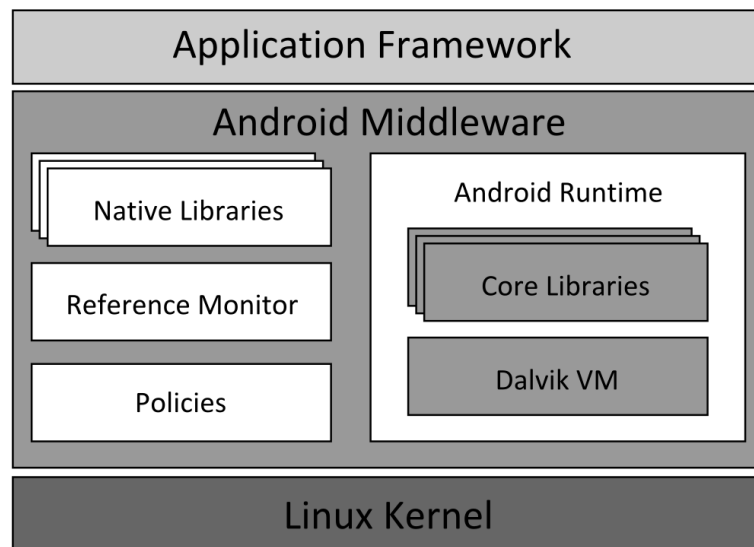 Application Framework
Android Middleware
Native Libraries
Reference Monitor
Policies
Android Runtime
Core Libraries
Dalvik VM
Linux Kernel